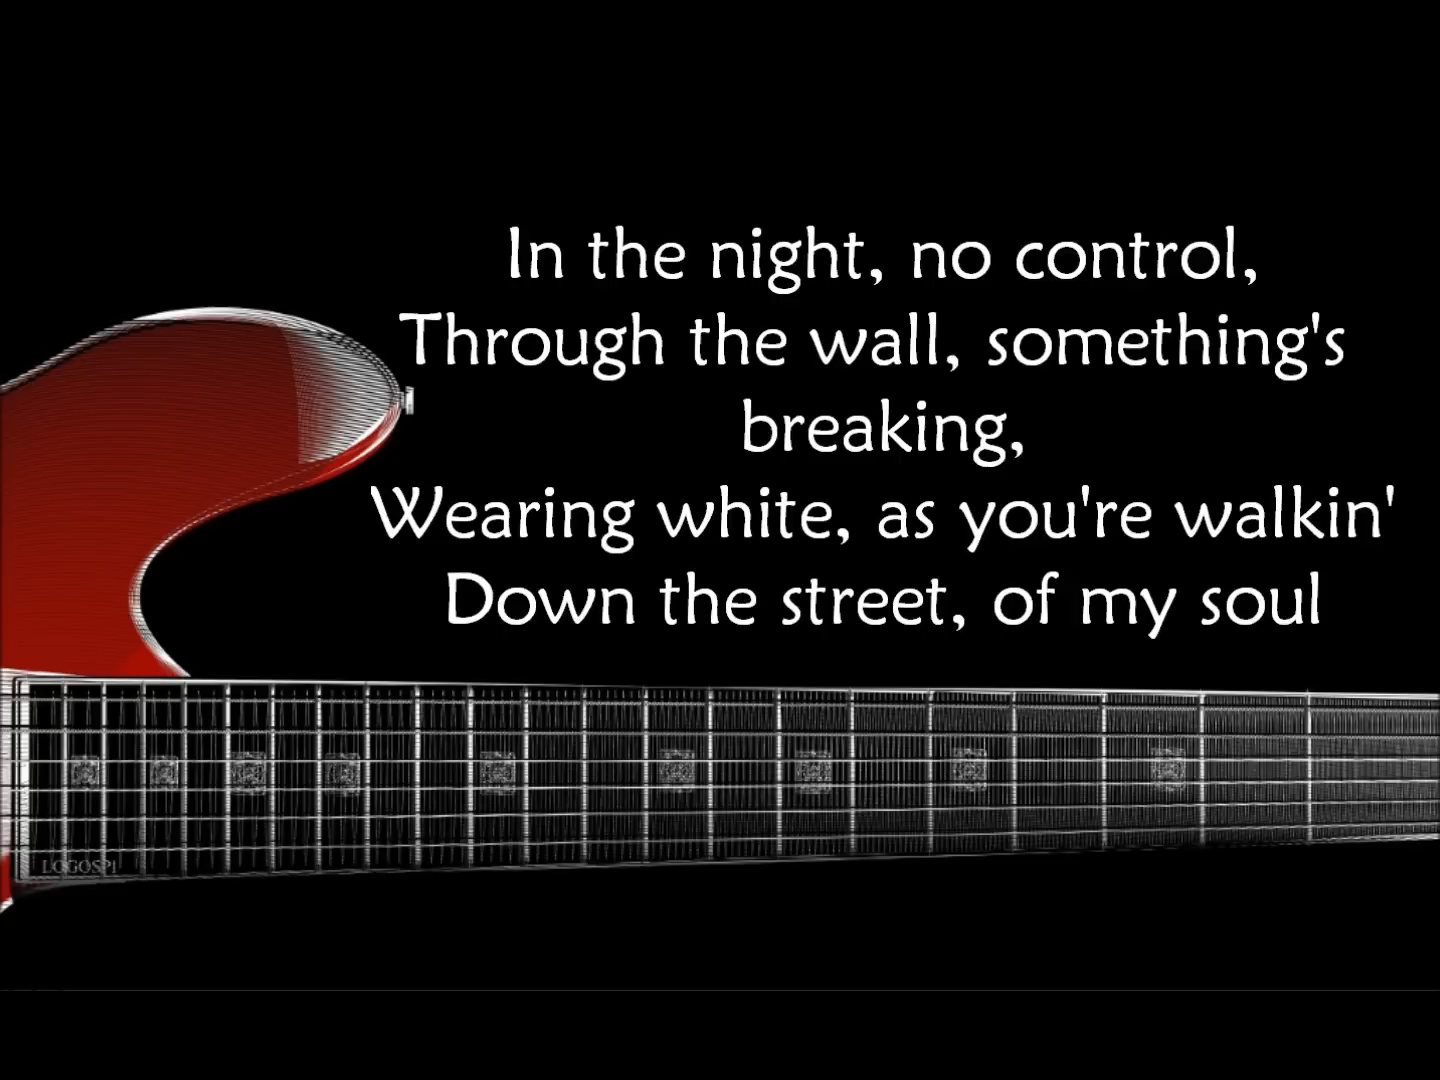 In the night, no control,
Through the wall, something's
breaking,
Wearing white, as you're walkin'
Down the street, of my soul
LOGOSPI